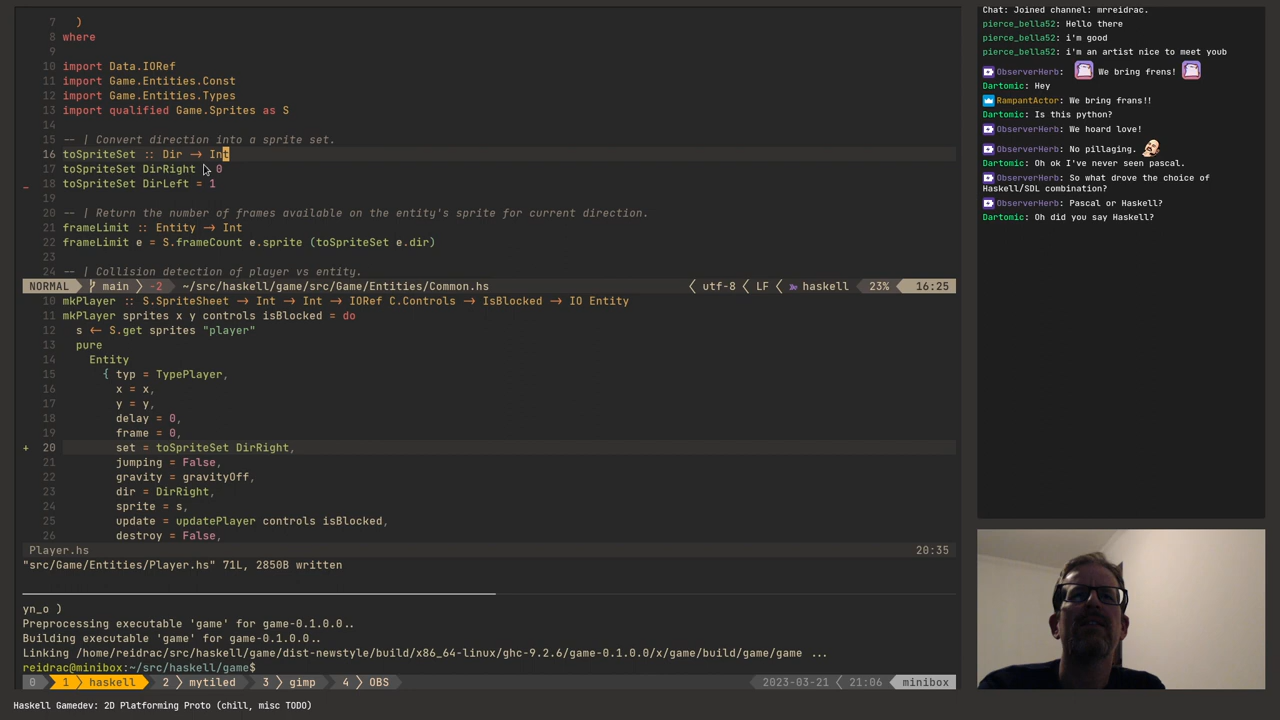 7   )
8 where
9
10 import Data.IORef
11 import Game.Entities.Const
12 import Game.Entities.Types
13 import qualified Game.Sprites as S
14
15 -- | Convert direction into a sprite set.
16 toSpriteSet :: Dir → Int
17 toSpriteSet DirRight   0
_ 18 toSpriteSet DirLeft = 1
19
20 -- | Return the number of frames available on the entity's sprite for current direction.
21 frameLimit :: Entity → Int
22 frameLimit e = S.frameCount e.sprite (toSpriteSet e.dir)
23
24 -- | Collision detection of player vs entity.
NORMAL main -2 ~/src/haskell/game/src/Game/Entities/Common.hs utf-8 LF haskell 23% 16:25
10 mkPlayer :: S.SpriteSheet → Int → Int → IORef C.Controls → IsBlocked → IO Entity
11 mkPlayer sprites x y controls isBlocked = do
12   s ← S.get sprites "player"
13   pure
14     Entity
15       { typ = TypePlayer,
16         x = x,
17         y = y,
18         delay = 0,
19         frame = 0,
+ 20         set = toSpriteSet DirRight,
21         jumping = False,
22         gravity = gravityOff,
23         dir = DirRight,
24         sprite = s,
25         update = updatePlayer controls isBlocked,
26         destroy = False,
Player.hs 20:35
"src/Game/Entities/Player.hs" 71L, 2850B written
yn_o )
Preprocessing executable 'game' for game-0.1.0.0..
Building executable 'game' for game-0.1.0.0..
Linking /home/reidrac/src/haskell/game/dist-newstyle/build/x86_64-linux/ghc-9.2.6/game-0.1.0.0/x/game/build/game/game ...
reidrac@minibox:~/src/haskell/game$
0 1 haskell 2 mytiled 3 gimp 4 OBS 2023-03-21 21:06 minibox
Haskell Gamedev: 2D Platforming Proto (chill, misc TODO)
Chat: Joined channel: mrreidrac.
pierce_bella52: Hello there
pierce_bella52: i'm good
pierce_bella52: i'm an artist nice to meet youb
ObserverHerb: We bring frens!
Dartomic: Hey
RampantActor: We bring frans!!
Dartomic: Is this python?
ObserverHerb: We hoard love!
ObserverHerb: No pillaging.
Dartomic: Oh ok I've never seen pascal.
ObserverHerb: So what drove the choice of
Haskell/SDL combination?
ObserverHerb: Pascal or Haskell?
Dartomic: Oh did you say Haskell?